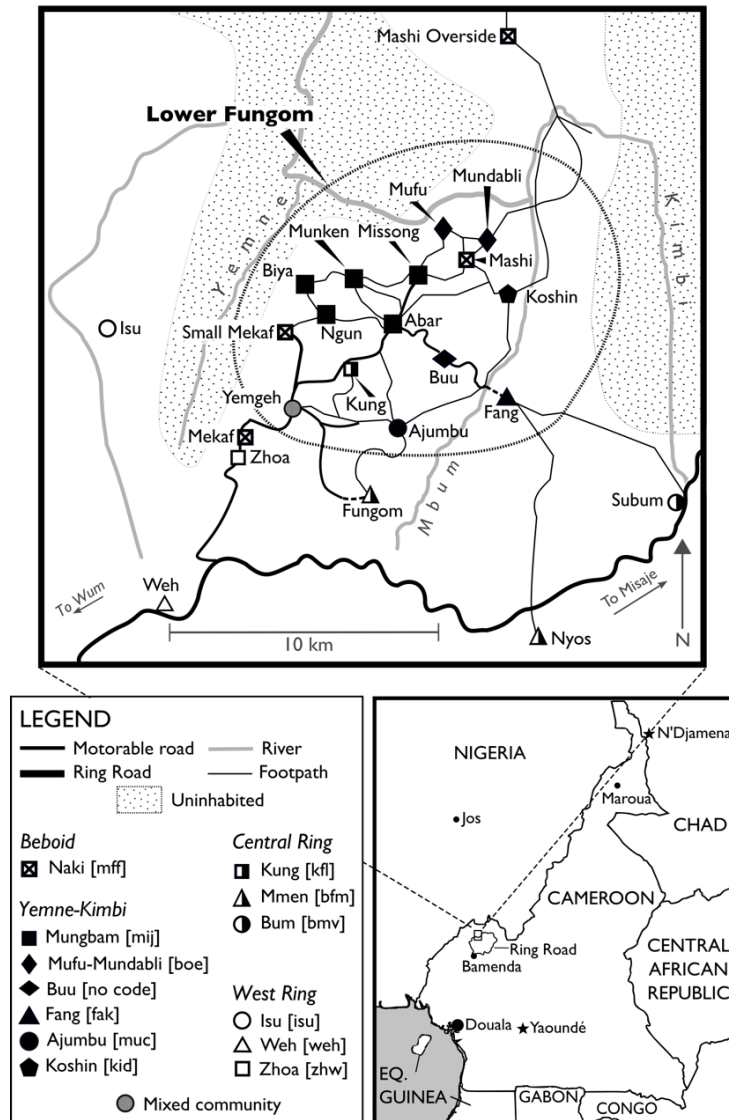 Mashi Overside
Lower Fungom
Mufu
Mundabli
Munken
Missong
Mashi
Biya
Koshin
Yemne
Kimbi
Isu
Small Mekaf
Ngun
Abar
Buu
Kung
Yemgeh
Fang
Ajumbu
Mekaf
Zhoa
Fungom
Mbum
Subum
Weh
To Wum
To Misaje
10 km
Nyos
N
LEGEND
Motorable road
River
Ring Road
Footpath
Uninhabited
Beboid
Naki [mff]
Yemne-Kimbi
Mungbam [mij]
Mufu-Mundabli [boe]
Buu [no code]
Fang [fak]
Ajumbu [muc]
Koshin [kid]
Mixed community
Central Ring
Kung [kfl]
Mmen [bfm]
Bum [bmv]
West Ring
Isu [isu]
Weh [weh]
Zhoa [zhw]
NIGERIA
N'Djamena
Maroua
Jos
CHAD
CAMEROON
Ring Road
Bamenda
CENTRAL
AFRICAN
REPUBLIC
Douala
Yaoundé
EQ.
GUINEA
GABON
CONGO